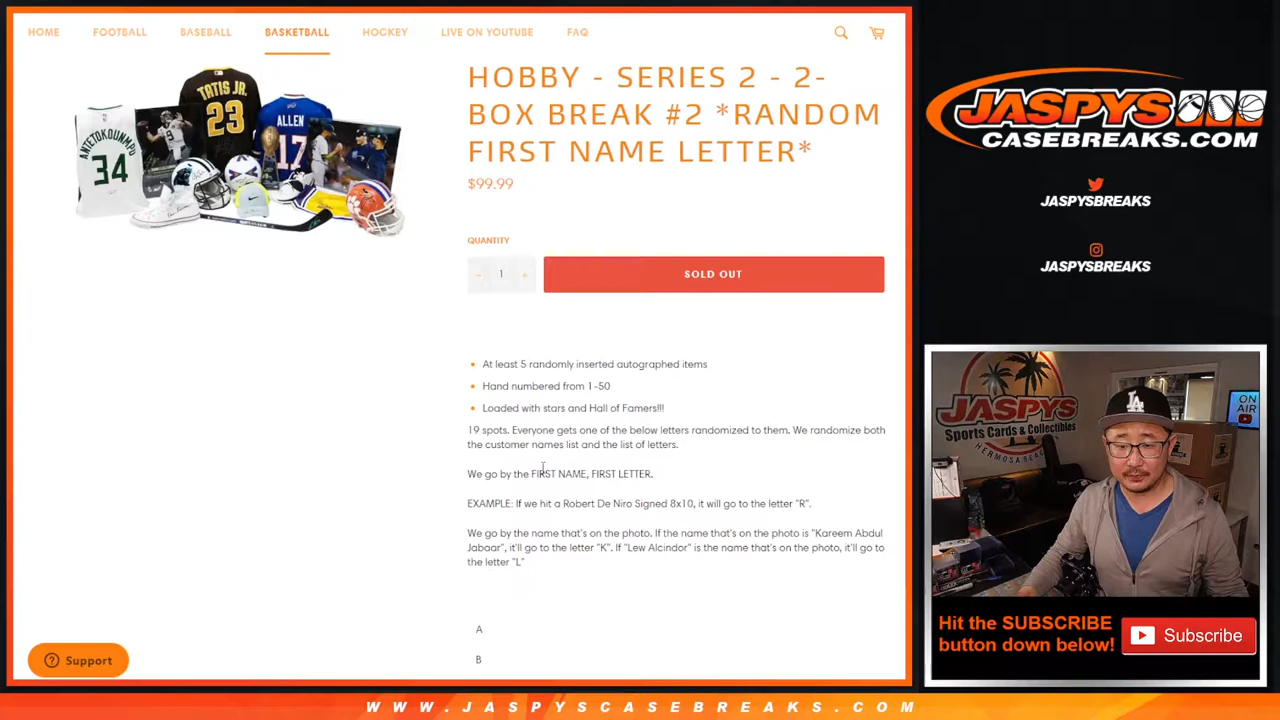 HOME FOOTBALL BASEBALL BASKETBALL HOCKEY LIVE ON YOUTUBE FAQ
TATIS JR.
23
ANTETOKOUNMPO
34
ALLEN
17
HOBBY - SERIES 2 - 2-
BOX BREAK #2 *RANDOM
FIRST NAME LETTER*
$99.99
QUANTITY
- 1 +
SOLD OUT
At least 5 randomly inserted autographed items
Hand numbered from 1-50
Loaded with stars and Hall of Famers!!!
19 spots. Everyone gets one of the below letters randomized to them. We randomize both
the customer names list and the list of letters.
We go by the FIRST NAME, FIRST LETTER.
EXAMPLE: If we hit a Robert De Niro Signed 8x10, it will go to the letter "R".
We go by the name that's on the photo. If the name that's on the photo is "Kareem Abdul
Jabaar", it'll go to the letter "K". If "Lew Alcindor" is the name that's on the photo, it'll go to
the letter "L"
A
B
Support
JASPYS
CASEBREAKS.COM
JASPYSBREAKS
JASPYSBREAKS
JASPYS
Sports Cards & Collectibles
HERMOSA BEACH
LA
ON
AIR
Hit the SUBSCRIBE
button down below!
Subscribe
WWW.JASPYSCASEBREAKS.COM